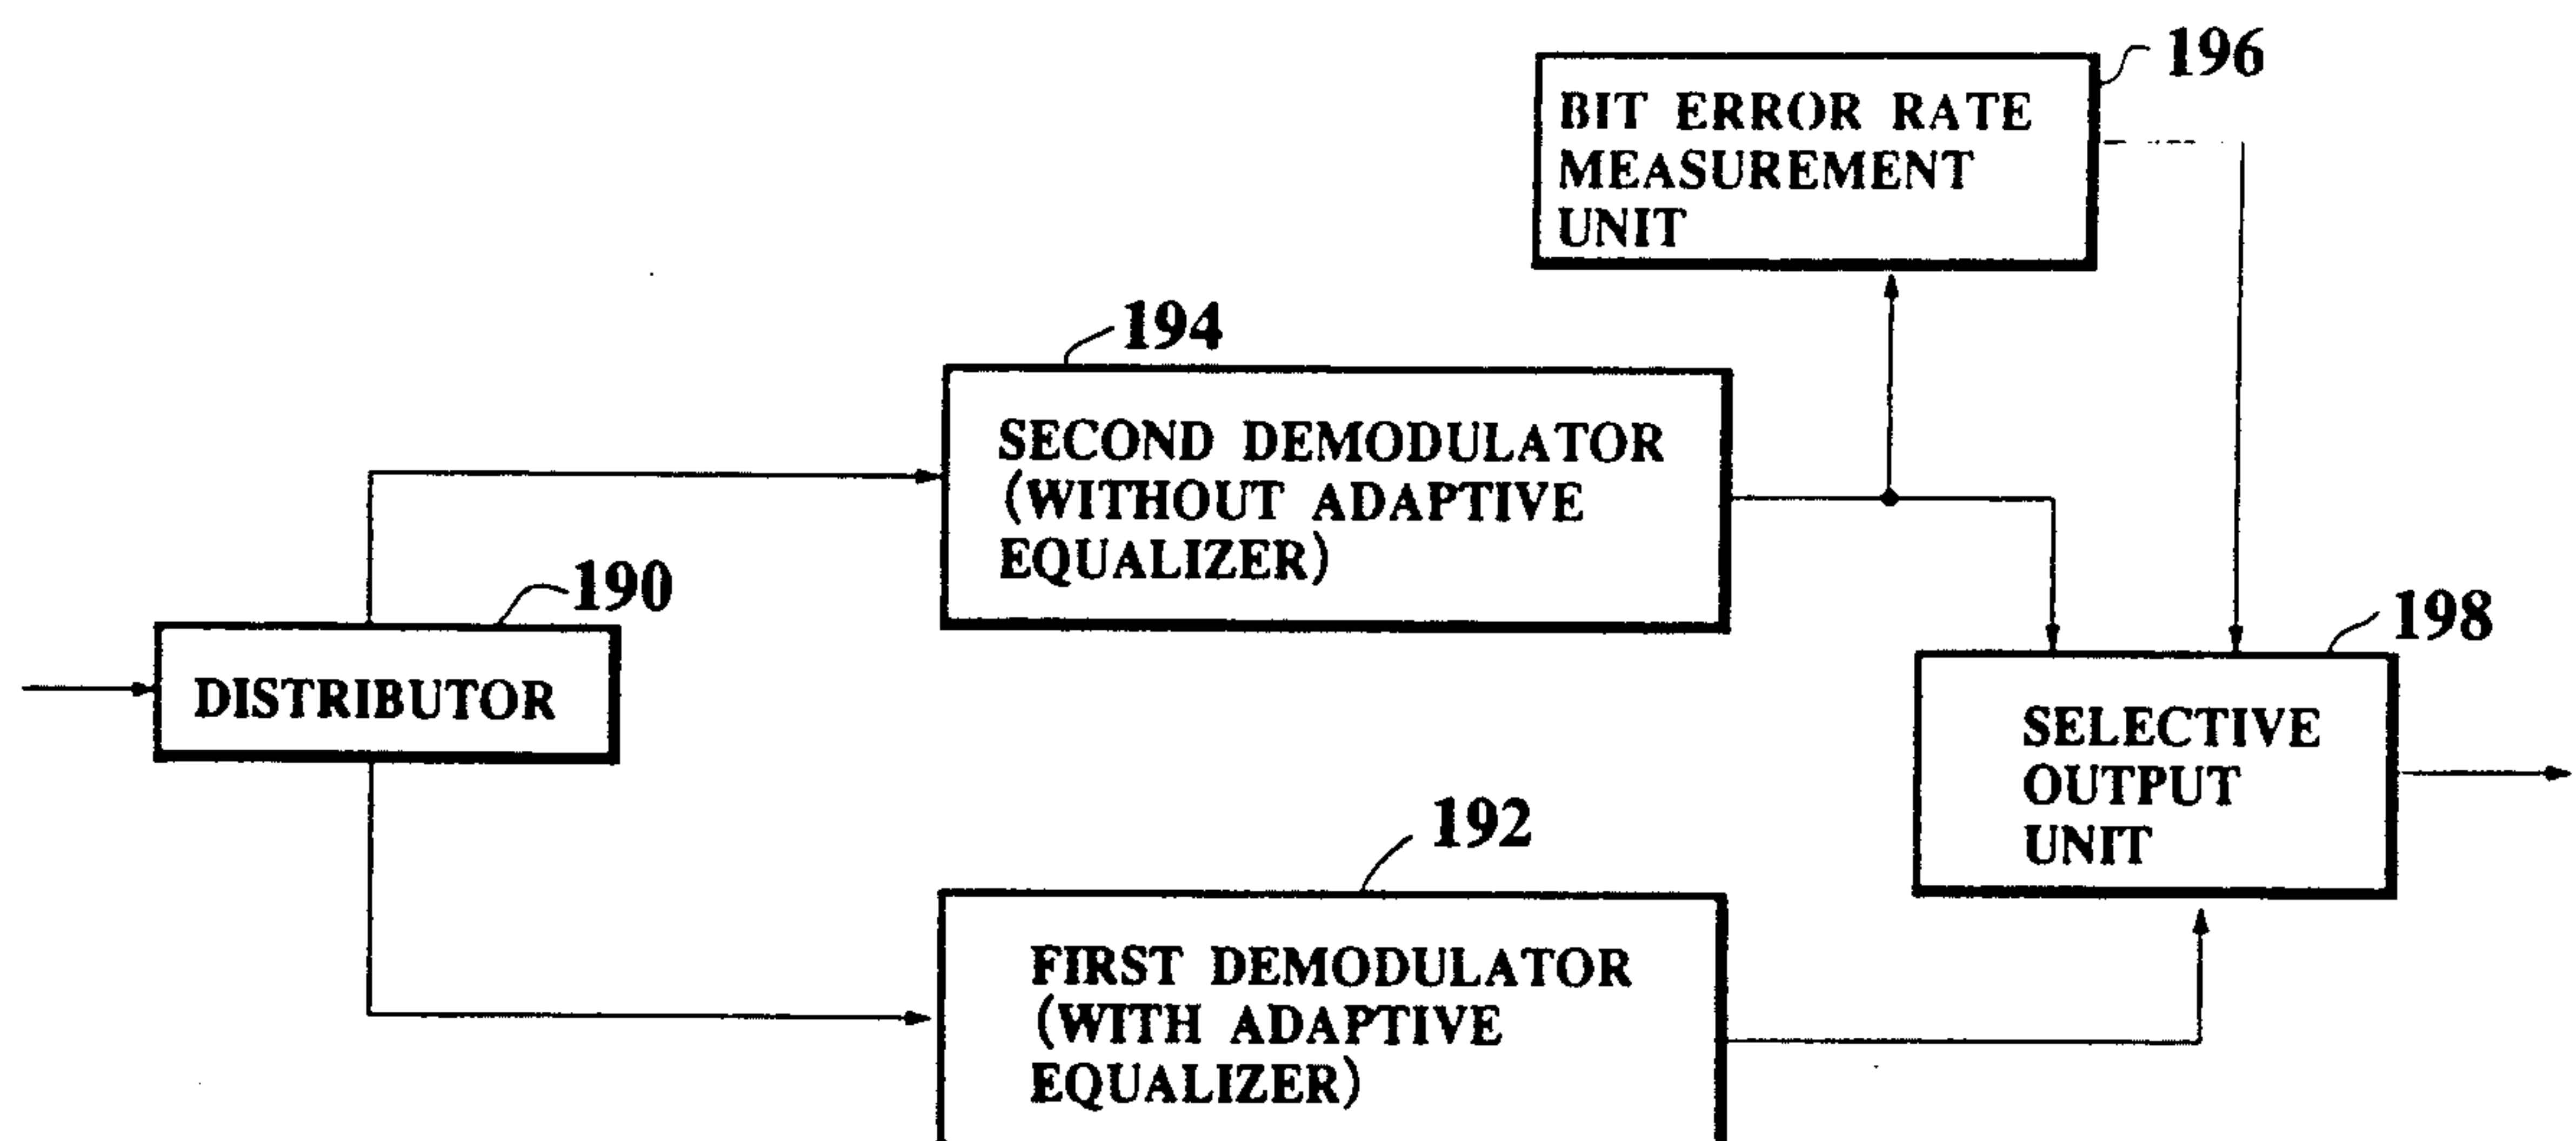 196
BIT ERROR RATE
MEASUREMENT
UNIT
194
SECOND DEMODULATOR
(WITHOUT ADAPTIVE
EQUALIZER)
190
DISTRIBUTOR
198
SELECTIVE
OUTPUT
UNIT
192
FIRST DEMODULATOR
(WITH ADAPTIVE
EQUALIZER)